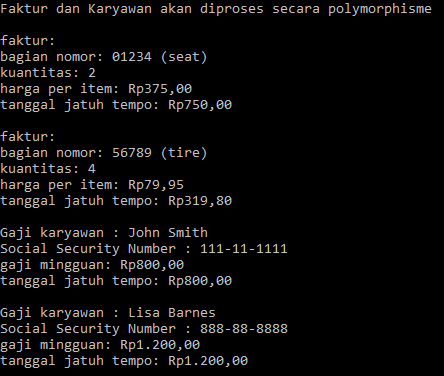 Faktur dan Karyawan akan diproses secara polymorphisme
faktur:
bagian nomor: 01234 (seat)
kuantitas: 2
harga per item: Rp375,00
tanggal jatuh tempo: Rp750,00
faktur:
bagian nomor: 56789 (tire)
kuantitas: 4
harga per item: Rp79,95
tanggal jatuh tempo: Rp319,80
Gaji karyawan : John Smith
Social Security Number : 111-11-1111
gaji mingguan: Rp800,00
tanggal jatuh tempo: Rp800,00
Gaji karyawan : Lisa Barnes
Social Security Number : 888-88-8888
gaji mingguan: Rp1.200,00
tanggal jatuh tempo: Rp1.200,00